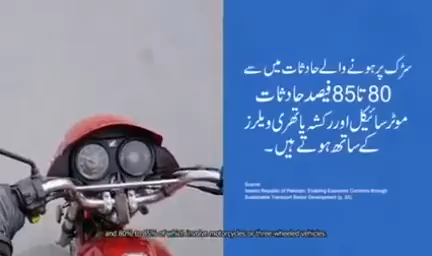 سڑک پر ہونے والے حادثات میں سے
80 تا 85 فیصد حادثات
موٹر سائیکل اور رکشہ یا تھری ویلرز
کے ساتھ ہوتے ہیں۔
Source:
Islamic Republic of Pakistan: Enabling Economic Corridors through
Sustainable Transport Sector Development (p. 20).
and 80% to 85% of which involve motorcycles or three-wheeled vehicles.